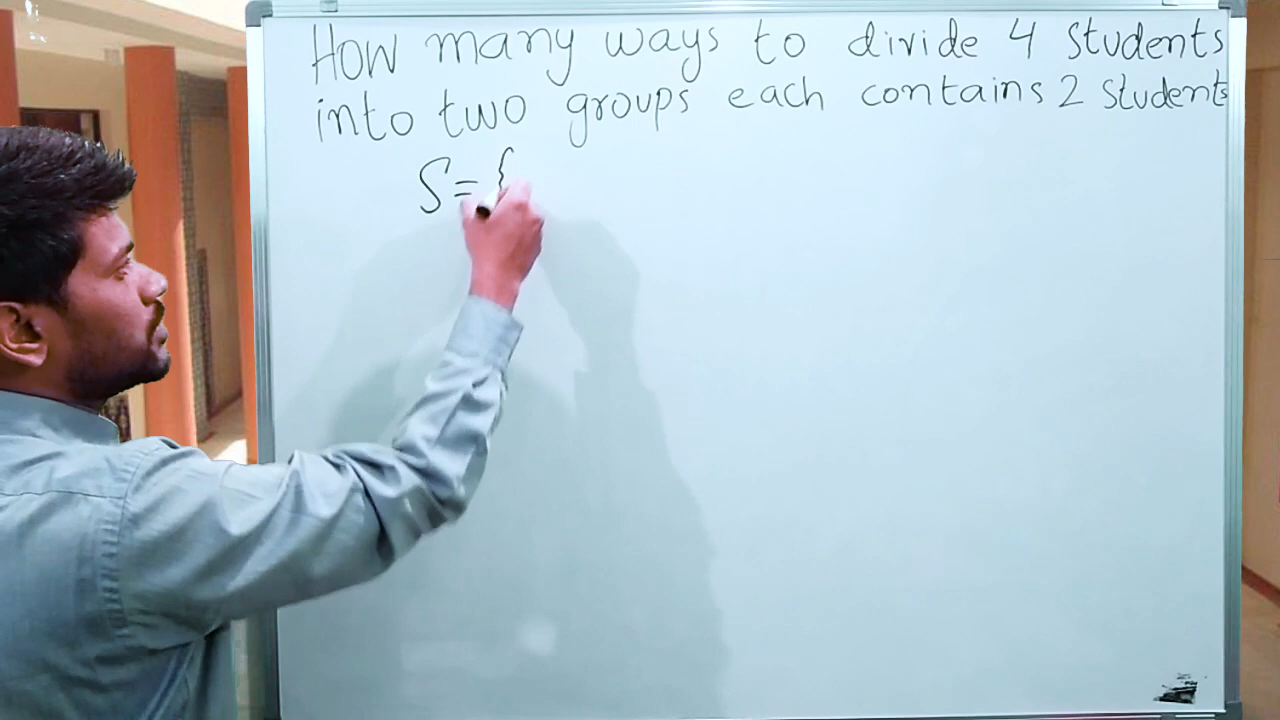 How many ways to divide 4 students
into two groups each contains 2 students
S = {